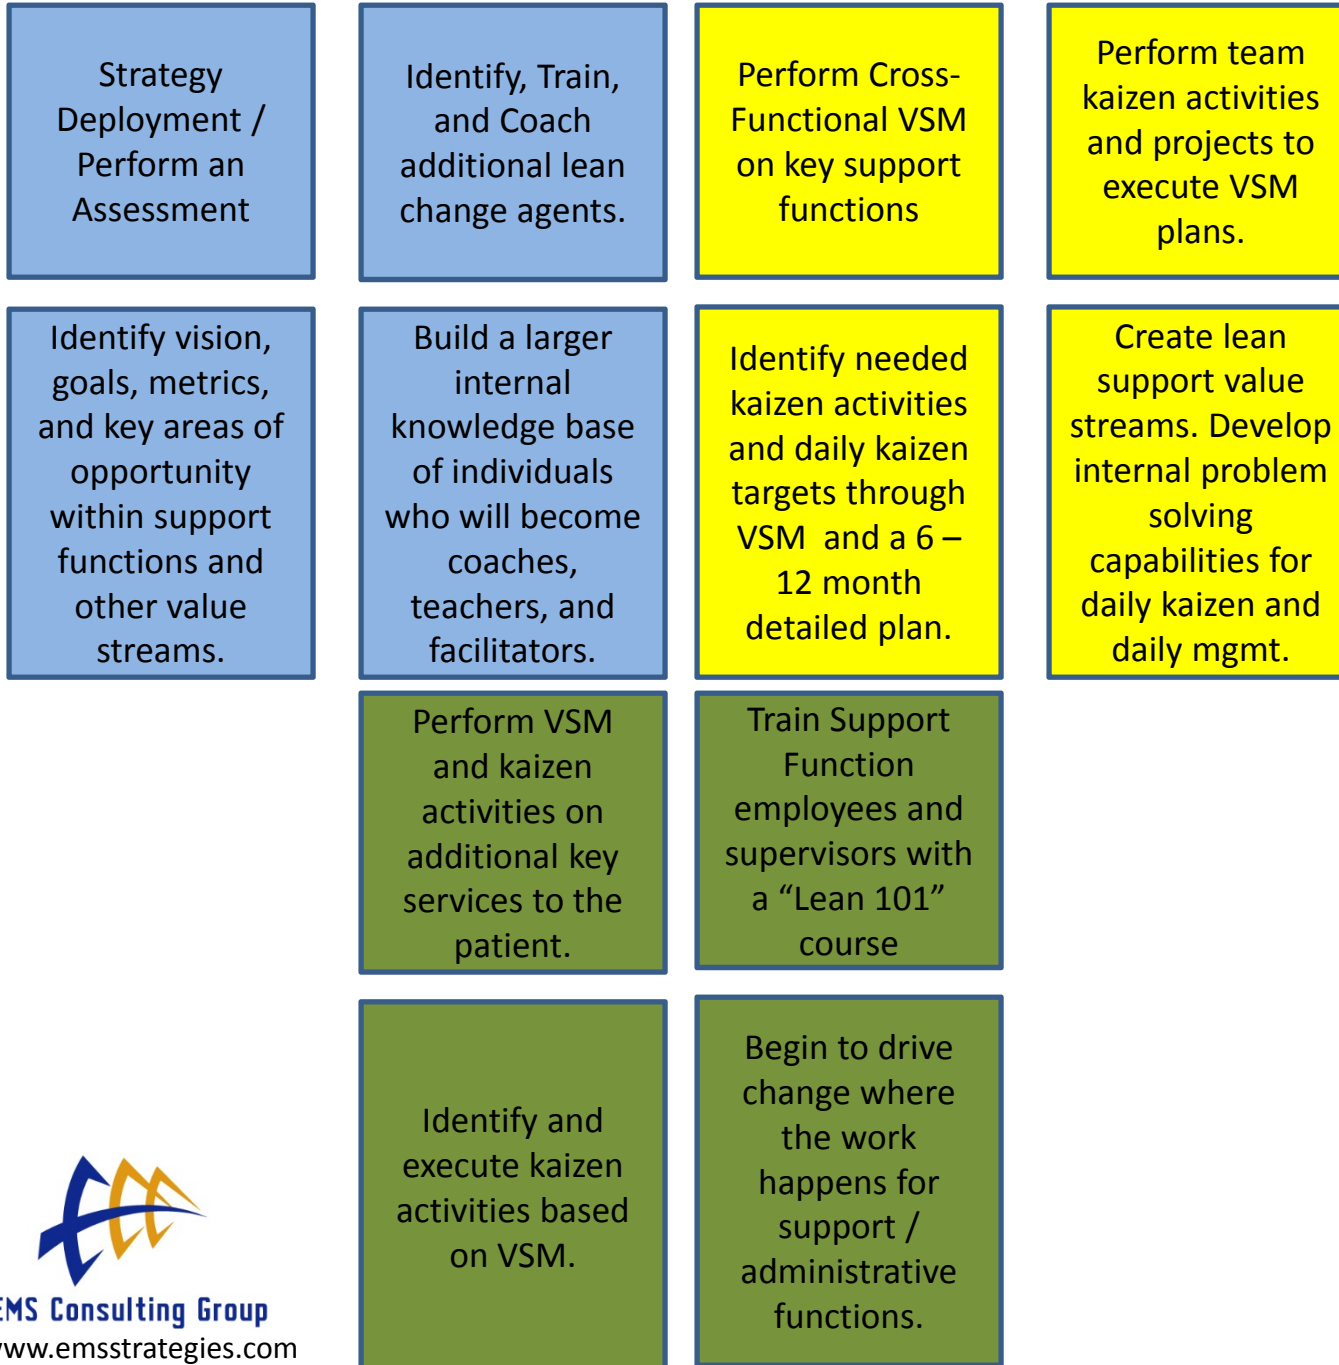 Strategy
Deployment /
Perform an
Assessment
Identify, Train,
and Coach
additional lean
change agents.
Perform Cross-
Functional VSM
on key support
functions
Perform team
kaizen activities
and projects to
execute VSM
plans.
Identify vision,
goals, metrics,
and key areas of
opportunity
within support
functions and
other value
streams.
Build a larger
internal
knowledge base
of individuals
who will become
coaches,
teachers, and
facilitators.
Identify needed
kaizen activities
and daily kaizen
targets through
VSM and a 6 –
12 month
detailed plan.
Create lean
support value
streams. Develop
internal problem
solving
capabilities for
daily kaizen and
daily mgmt.
Perform VSM
and kaizen
activities on
additional key
services to the
patient.
Train Support
Function
employees and
supervisors with
a “Lean 101”
course
Identify and
execute kaizen
activities based
on VSM.
Begin to drive
change where
the work
happens for
support /
administrative
functions.
EMS Consulting Group
www.emsstrategies.com